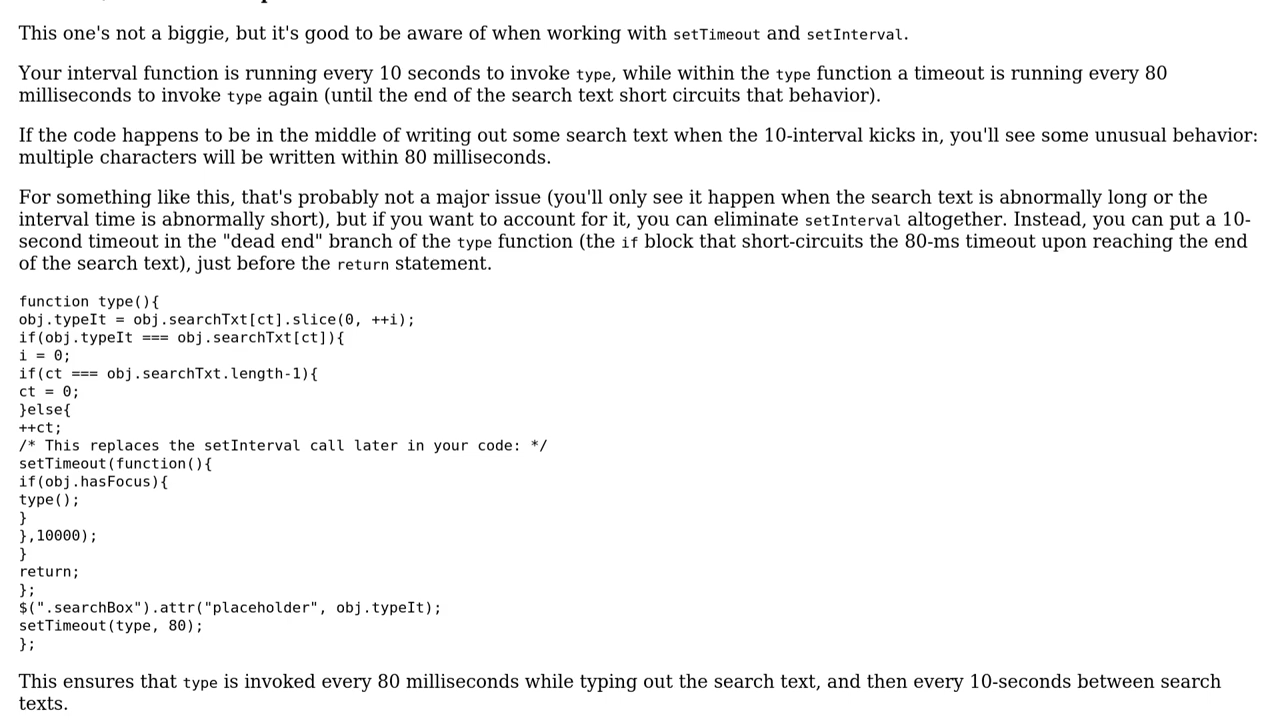 This one's not a biggie, but it's good to be aware of when working with setTimeout and setInterval.
Your interval function is running every 10 seconds to invoke type, while within the type function a timeout is running every 80
milliseconds to invoke type again (until the end of the search text short circuits that behavior).
If the code happens to be in the middle of writing out some search text when the 10-interval kicks in, you'll see some unusual behavior:
multiple characters will be written within 80 milliseconds.
For something like this, that's probably not a major issue (you'll only see it happen when the search text is abnormally long or the
interval time is abnormally short), but if you want to account for it, you can eliminate setInterval altogether. Instead, you can put a 10-
second timeout in the "dead end" branch of the type function (the if block that short-circuits the 80-ms timeout upon reaching the end
of the search text), just before the return statement.
function type(){
obj.typeIt = obj.searchTxt[ct].slice(0, ++i);
if(obj.typeIt === obj.searchTxt[ct]){
i = 0;
if(ct === obj.searchTxt.length-1){
ct = 0;
}else{
++ct;
/* This replaces the setInterval call later in your code: */
setTimeout(function(){
if(obj.hasFocus){
type();
}
},10000);
}
return;
};
$(".searchBox").attr("placeholder", obj.typeIt);
setTimeout(type, 80);
};
This ensures that type is invoked every 80 milliseconds while typing out the search text, and then every 10-seconds between search
texts.